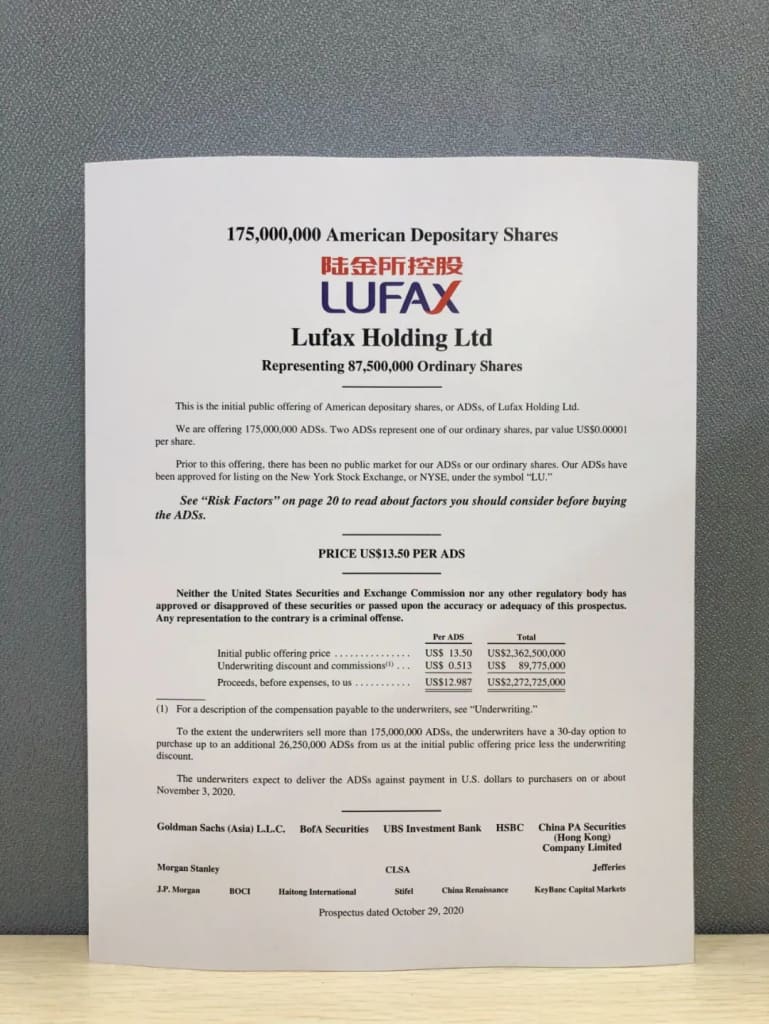 175,000,000 American Depositary Shares
陆金所控股
LUFAX
Lufax Holding Ltd
Representing 87,500,000 Ordinary Shares
This is the initial public offering of American depositary shares, or ADSs, of Lufax Holding Ltd.
We are offering 175,000,000 ADSs. Two ADSs represent one of our ordinary shares, par value US$0.00001
per share.
Prior to this offering, there has been no public market for our ADSs or our ordinary shares. Our ADSs have
been approved for listing on the New York Stock Exchange, or NYSE, under the symbol “LU.”
See “Risk Factors” on page 20 to read about factors you should consider before buying
the ADSs.
PRICE US$13.50 PER ADS
Neither the United States Securities and Exchange Commission nor any other regulatory body has
approved or disapproved of these securities or passed upon the accuracy or adequacy of this prospectus.
Any representation to the contrary is a criminal offense.
Per ADS Total
Initial public offering price ............... US$ 13.50 US$2,362,500,000
Underwriting discount and commissions(1) ... US$ 0.513 US$ 89,775,000
Proceeds, before expenses, to us ........... US$12.987 US$2,272,725,000
(1) For a description of the compensation payable to the underwriters, see “Underwriting.”
To the extent the underwriters sell more than 175,000,000 ADSs, the underwriters have a 30-day option to
purchase up to an additional 26,250,000 ADSs from us at the initial public offering price less the underwriting
discount.
The underwriters expect to deliver the ADSs against payment in U.S. dollars to purchasers on or about
November 3, 2020.
Goldman Sachs (Asia) L.L.C. BofA Securities UBS Investment Bank HSBC China PA Securities
(Hong Kong)
Company Limited
Morgan Stanley CLSA Jefferies
J.P. Morgan BOCI Haitong International Stifel China Renaissance KeyBanc Capital Markets
Prospectus dated October 29, 2020